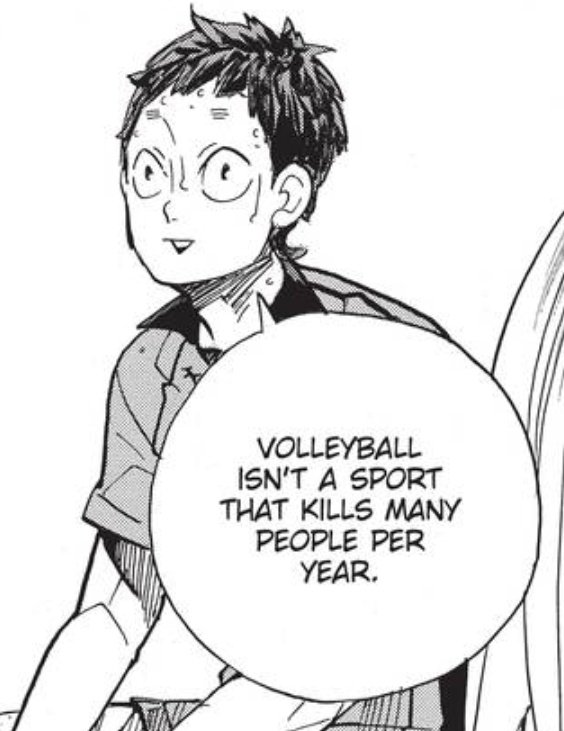 VOLLEYBALL
ISN'T A SPORT
THAT KILLS MANY
PEOPLE PER
YEAR.